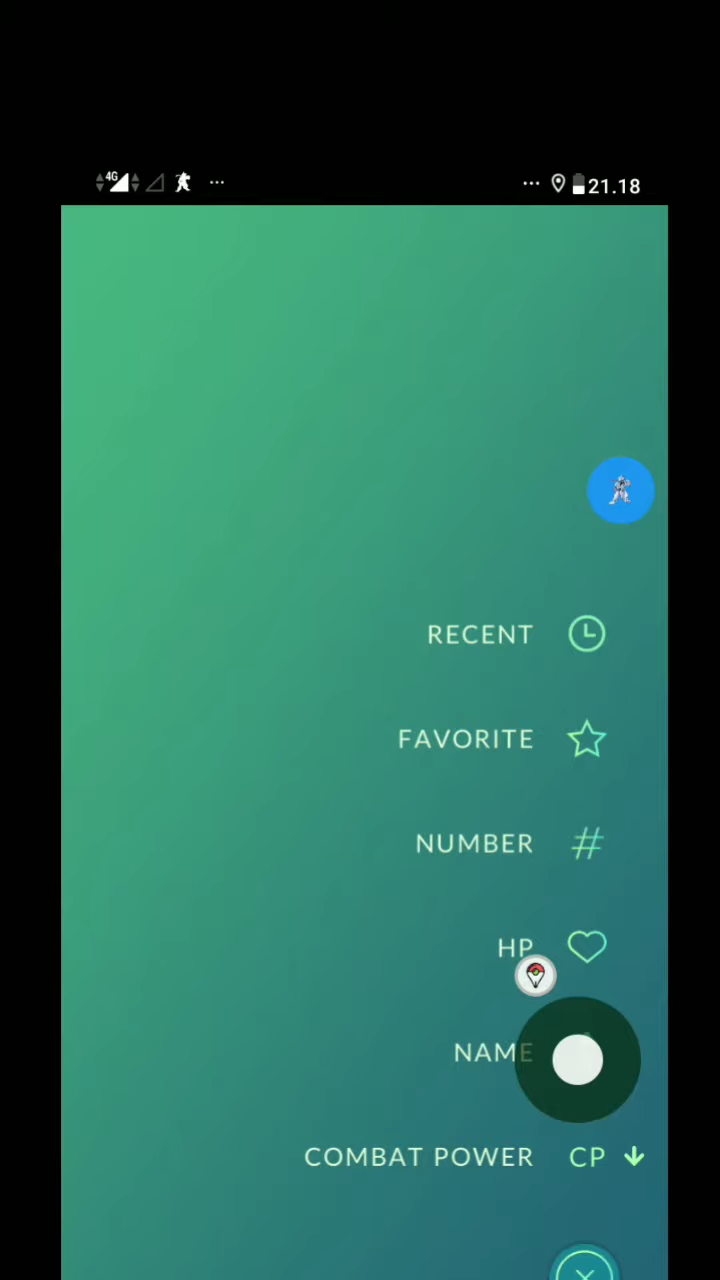 4G 21.18
RECENT
FAVORITE
NUMBER
HP
NAME
COMBAT POWER CP